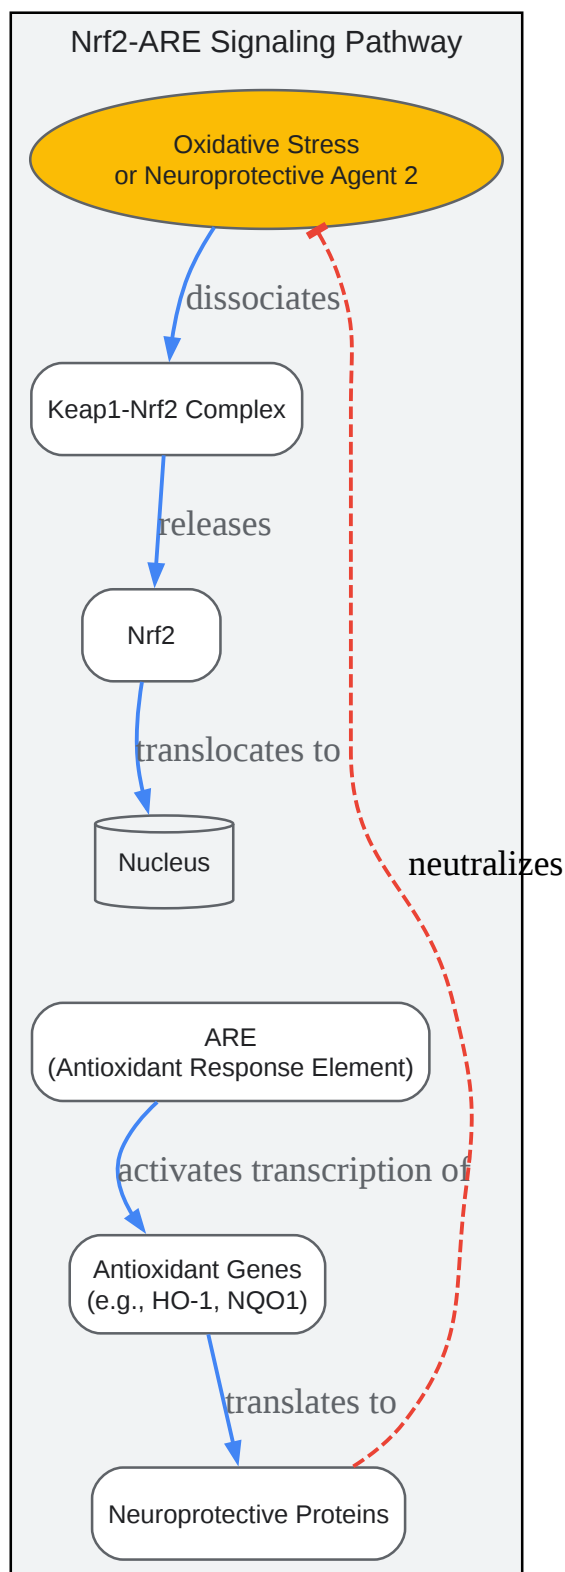 Nrf2-ARE Signaling Pathway
Oxidative Stress
or Neuroprotective Agent 2
dissociates
Keap1-Nrf2 Complex
releases
Nrf2
translocates to
Nucleus
neutralizes
ARE
(Antioxidant Response Element)
activates transcription of
Antioxidant Genes
(e.g., HO-1, NQO1)
translates to
Neuroprotective Proteins